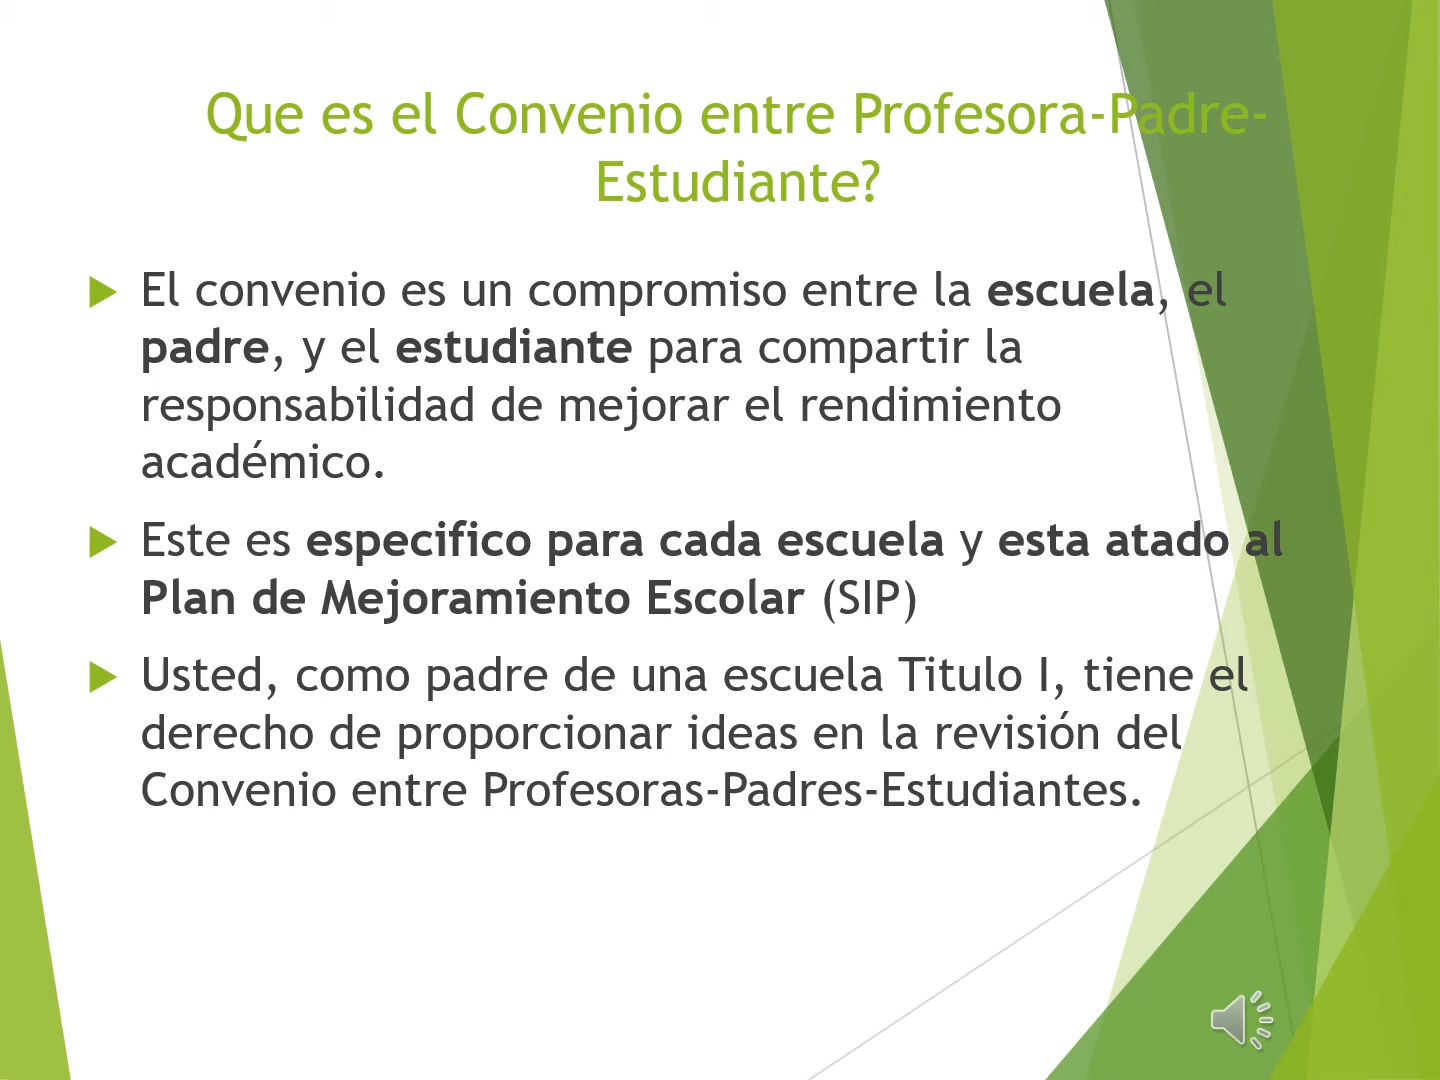 Que es el Convenio entre Profesora-Padre-
Estudiante?
El convenio es un compromiso entre la escuela, el
padre, y el estudiante para compartir la
responsabilidad de mejorar el rendimiento
académico.
Este es especifico para cada escuela y esta atado al
Plan de Mejoramiento Escolar (SIP)
Usted, como padre de una escuela Titulo I, tiene el
derecho de proporcionar ideas en la revisión del
Convenio entre Profesoras-Padres-Estudiantes.